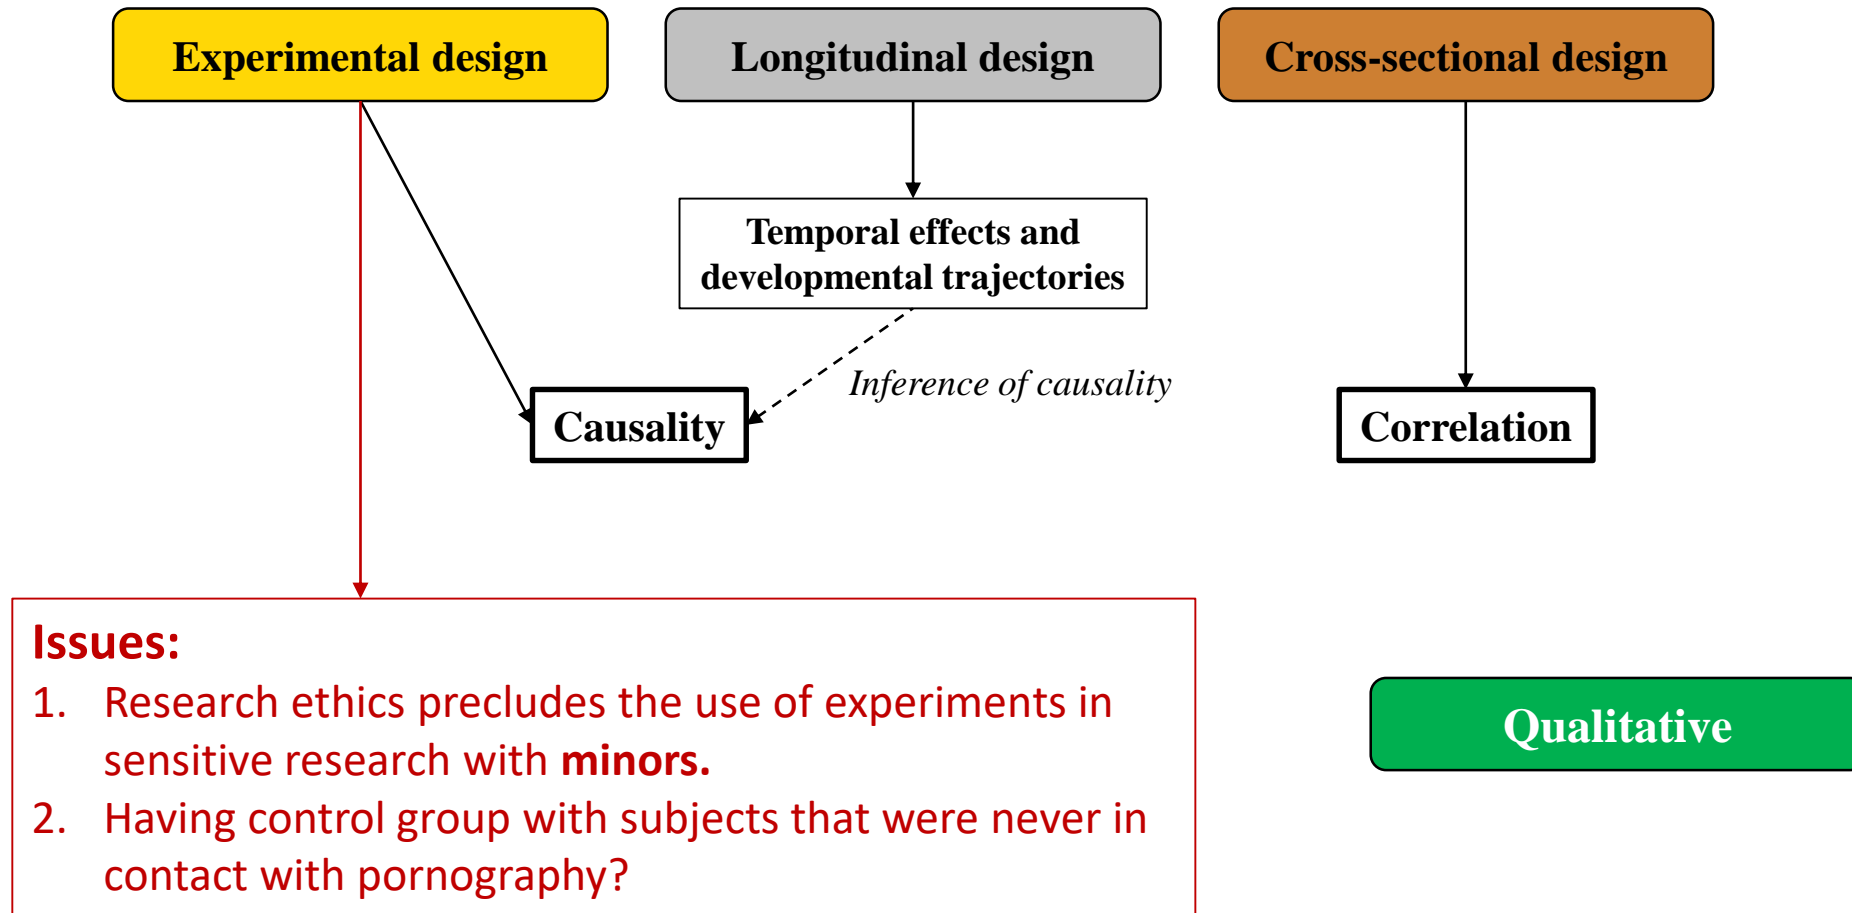 Experimental design
Longitudinal design
Cross-sectional design
Temporal effects and
developmental trajectories
Inference of causality
Causality
Correlation
Issues:
1. Research ethics precludes the use of experiments in
sensitive research with minors.
2. Having control group with subjects that were never in
contact with pornography?
Qualitative